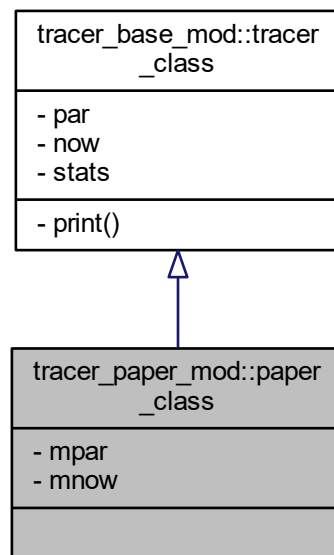 tracer_base_mod::tracer
_class
- par
- now
- stats
- print()
tracer_paper_mod::paper
_class
- mpar
- mnow